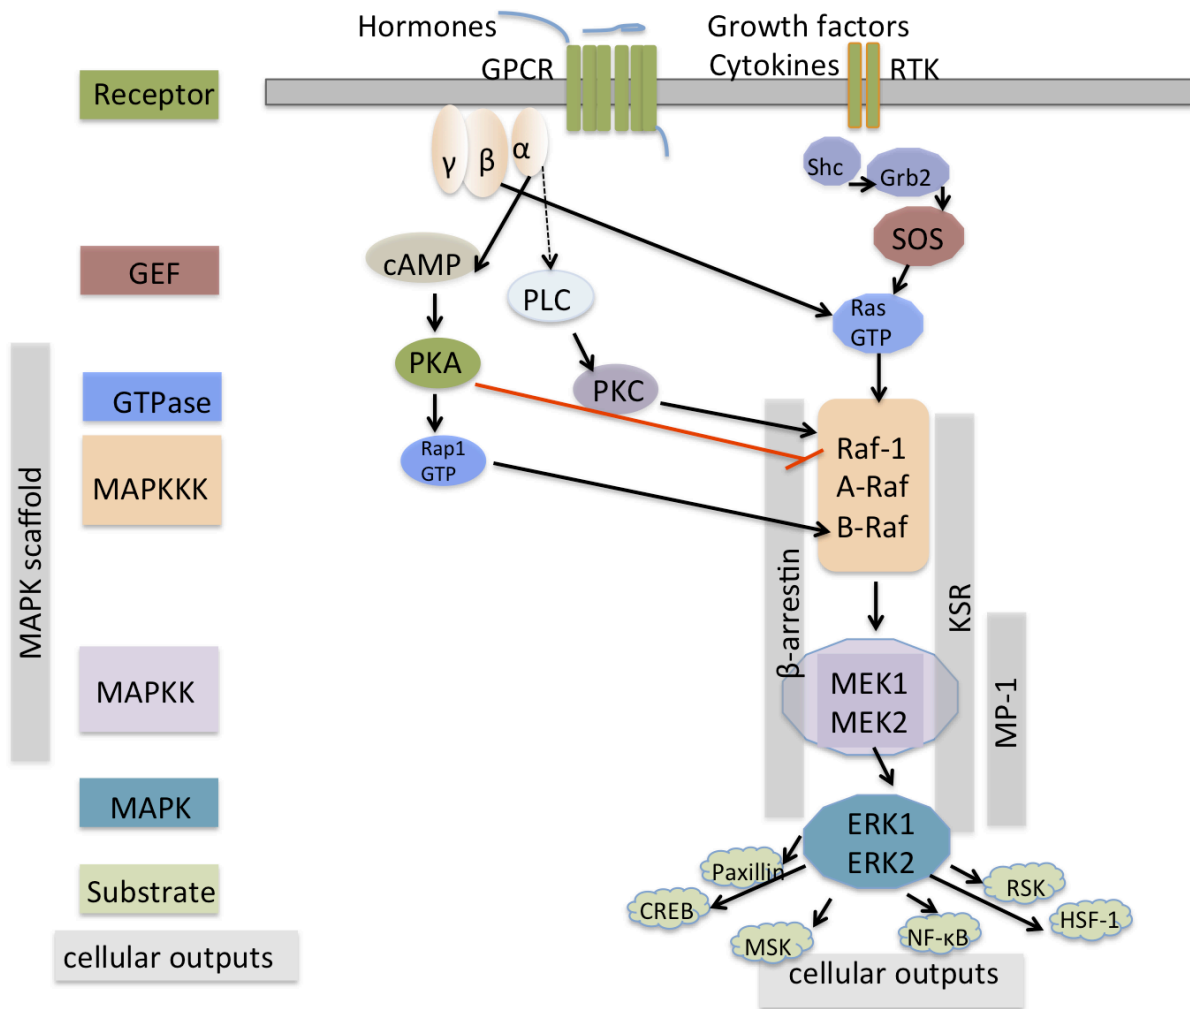 Hormones
Growth factors
GPCR
Cytokines
RTK
Receptor
γ
β
α
Shc
Grb2
SOS
GEF
cAMP
PLC
Ras
GTP
PKA
PKC
GTPase
Rap1
GTP
Raf-1
A-Raf
B-Raf
MAPKKK
MAPK scaffold
β-arrestin
KSR
MAPKK
MEK1
MEK2
MP-1
MAPK
ERK1
ERK2
Paxillin
RSK
Substrate
CREB
HSF-1
MSK
NF-κB
cellular outputs
cellular outputs